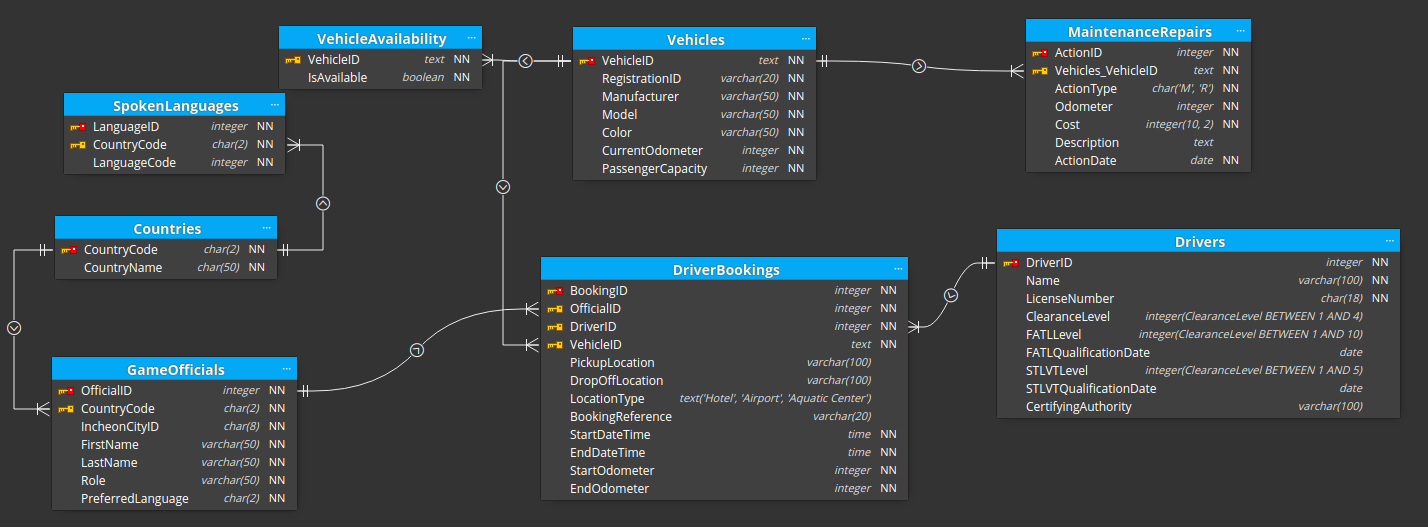 VehicleAvailability ...
VehicleID text NN
IsAvailable boolean NN
Vehicles ...
VehicleID text NN
RegistrationID varchar(20) NN
Manufacturer varchar(50) NN
Model varchar(50) NN
Color varchar(50) NN
CurrentOdometer integer NN
PassengerCapacity integer NN
MaintenanceRepairs ...
ActionID integer NN
Vehicles_VehicleID text NN
ActionType char('M', 'R') NN
Odometer integer NN
Cost integer(10, 2) NN
Description text
ActionDate date NN
SpokenLanguages ...
LanguageID integer NN
CountryCode char(2) NN
LanguageCode integer NN
Countries ...
CountryCode char(2) NN
CountryName char(50) NN
DriverBookings ...
BookingID integer NN
OfficialID integer NN
DriverID integer NN
VehicleID text NN
PickupLocation varchar(100)
DropOffLocation varchar(100)
LocationType text('Hotel', 'Airport', 'Aquatic Center')
BookingReference varchar(20)
StartDateTime time NN
EndDateTime time NN
StartOdometer integer NN
EndOdometer integer NN
Drivers ...
DriverID integer NN
Name varchar(100) NN
LicenseNumber char(18) NN
ClearanceLevel integer(ClearanceLevel BETWEEN 1 AND 4)
FATLLevel integer(ClearanceLevel BETWEEN 1 AND 10)
FATLQualificationDate date
STLVTLevel integer(ClearanceLevel BETWEEN 1 AND 5)
STLVTQualificationDate date
CertifyingAuthority varchar(100)
GameOfficials ...
OfficialID integer NN
CountryCode char(2) NN
IncheonCityID char(8) NN
FirstName varchar(50) NN
LastName varchar(50) NN
Role varchar(50) NN
PreferredLanguage char(2) NN